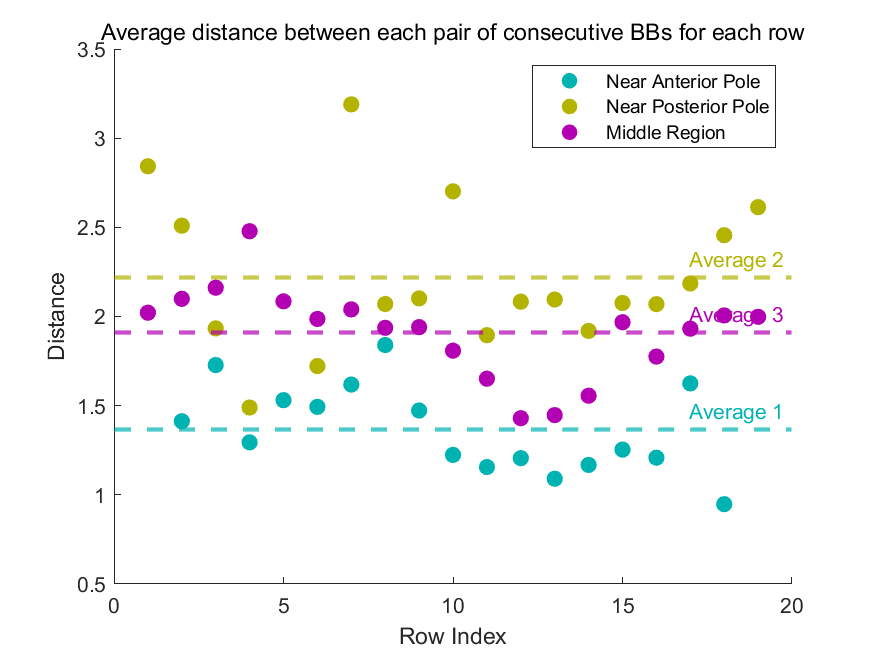 Average distance between each pair of consecutive BBs for each row
Near Anterior Pole
Near Posterior Pole
Middle Region
3.5
3
2.5
2
1.5
1
0.5
Distance
Average 2
Average 3
Average 1
0
5
10
15
20
Row Index